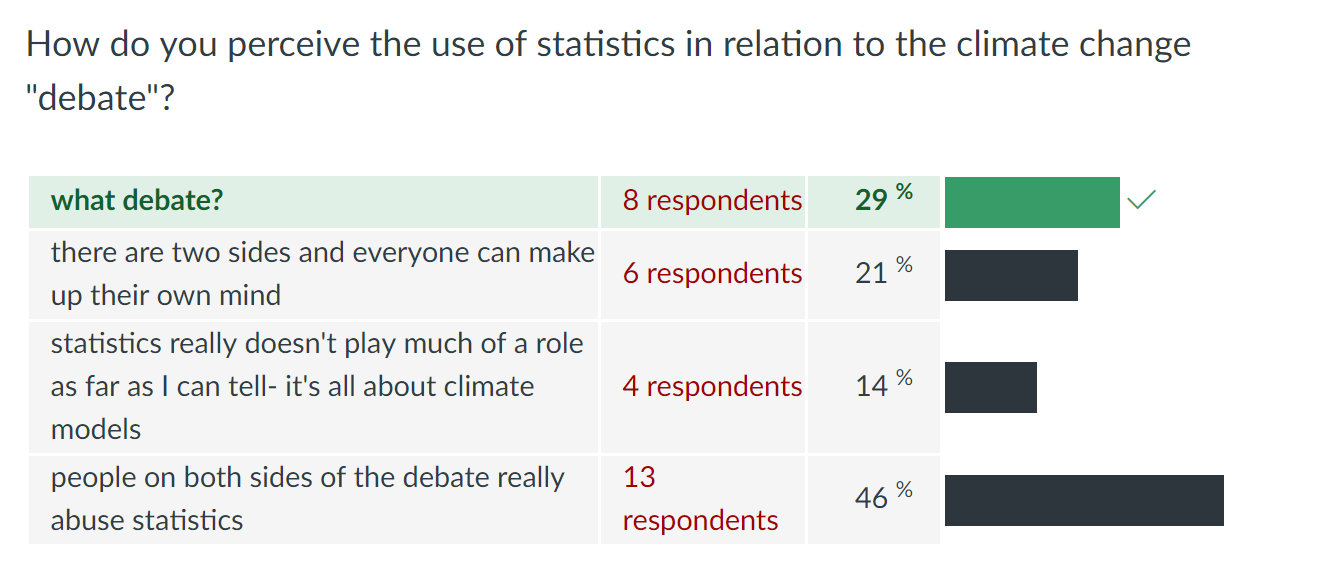 How do you perceive the use of statistics in relation to the climate change
"debate"?
what debate?
8 respondents
29 %
there are two sides and everyone can make
up their own mind
6 respondents
21 %
statistics really doesn't play much of a role
as far as I can tell- it's all about climate
models
4 respondents
14 %
people on both sides of the debate really
abuse statistics
13
respondents
46 %